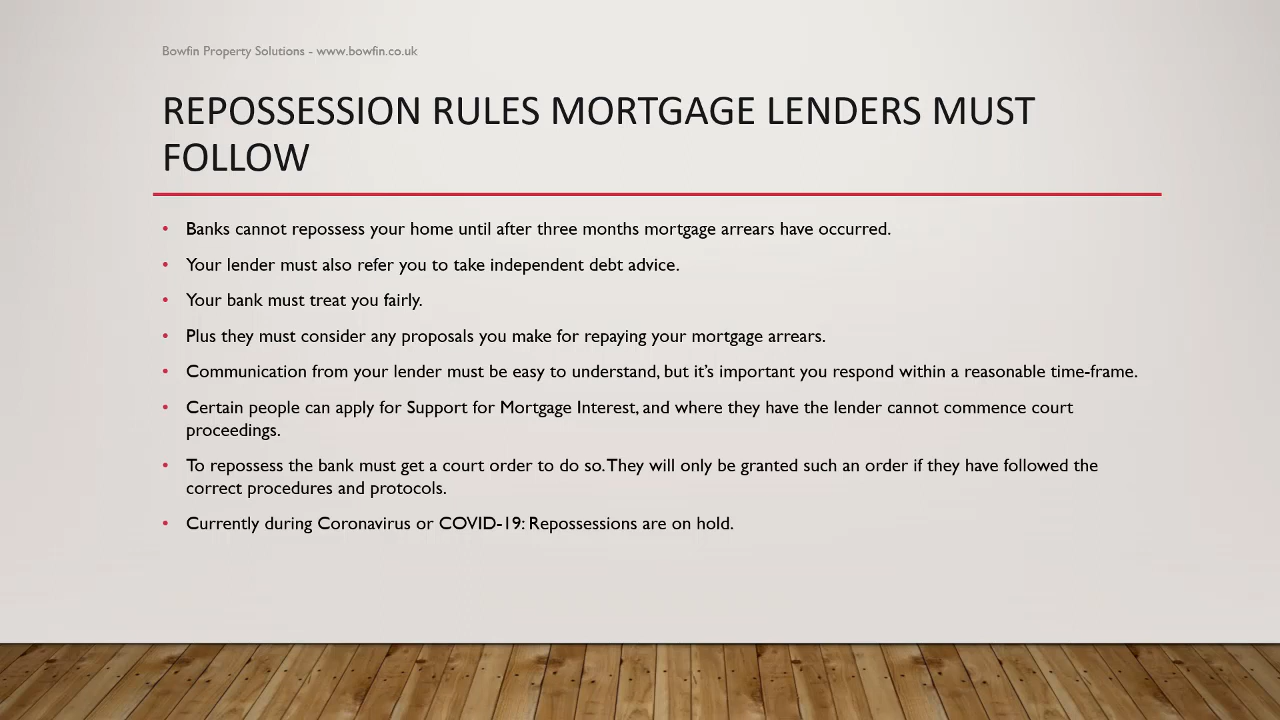 Bowfin Property Solutions - www.bowfin.co.uk
REPOSSESSION RULES MORTGAGE LENDERS MUST
FOLLOW
• Banks cannot repossess your home until after three months mortgage arrears have occurred.
• Your lender must also refer you to take independent debt advice.
• Your bank must treat you fairly.
• Plus they must consider any proposals you make for repaying your mortgage arrears.
• Communication from your lender must be easy to understand, but it’s important you respond within a reasonable time-frame.
• Certain people can apply for Support for Mortgage Interest, and where they have the lender cannot commence court
proceedings.
• To repossess the bank must get a court order to do so. They will only be granted such an order if they have followed the
correct procedures and protocols.
• Currently during Coronavirus or COVID-19: Repossessions are on hold.